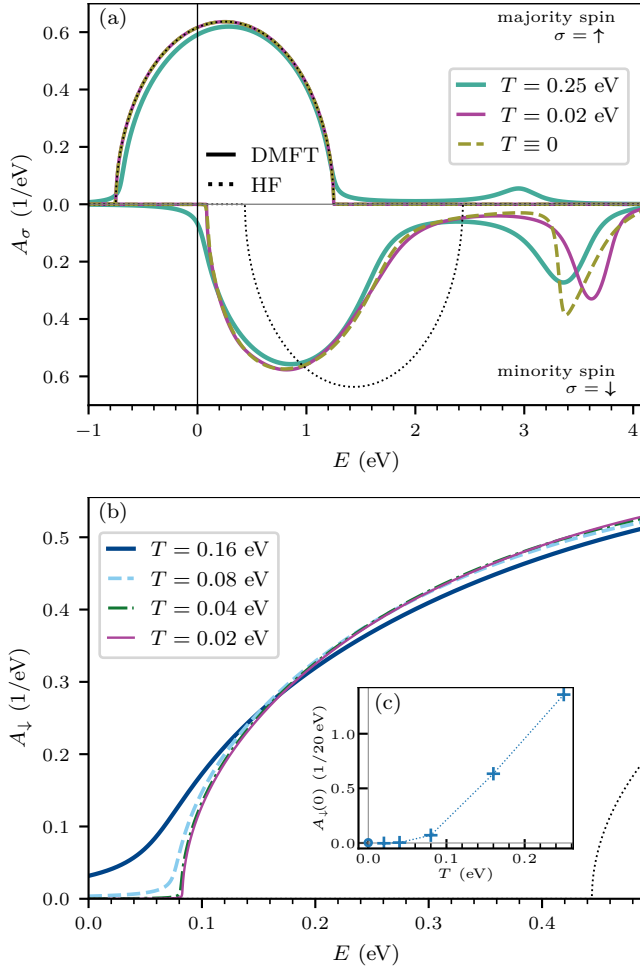 (a)
majority spin
σ = ↑
T = 0.25 eV
T = 0.02 eV
T ≡ 0
DMFT
HF
minority spin
σ = ↓
0.6
0.4
0.2
0.0
0.2
0.4
0.6
A_σ (1/eV)
−1 0 1 2 3 4
E (eV)
(b)
T = 0.16 eV
T = 0.08 eV
T = 0.04 eV
T = 0.02 eV
0.5
0.4
0.3
0.2
0.1
0.0
A_↓ (1/eV)
0.0 0.1 0.2 0.3 0.4
E (eV)
(c)
1.0
0.5
0.0
A_↓(0) (1/20 eV)
0.0 0.1 0.2
T (eV)